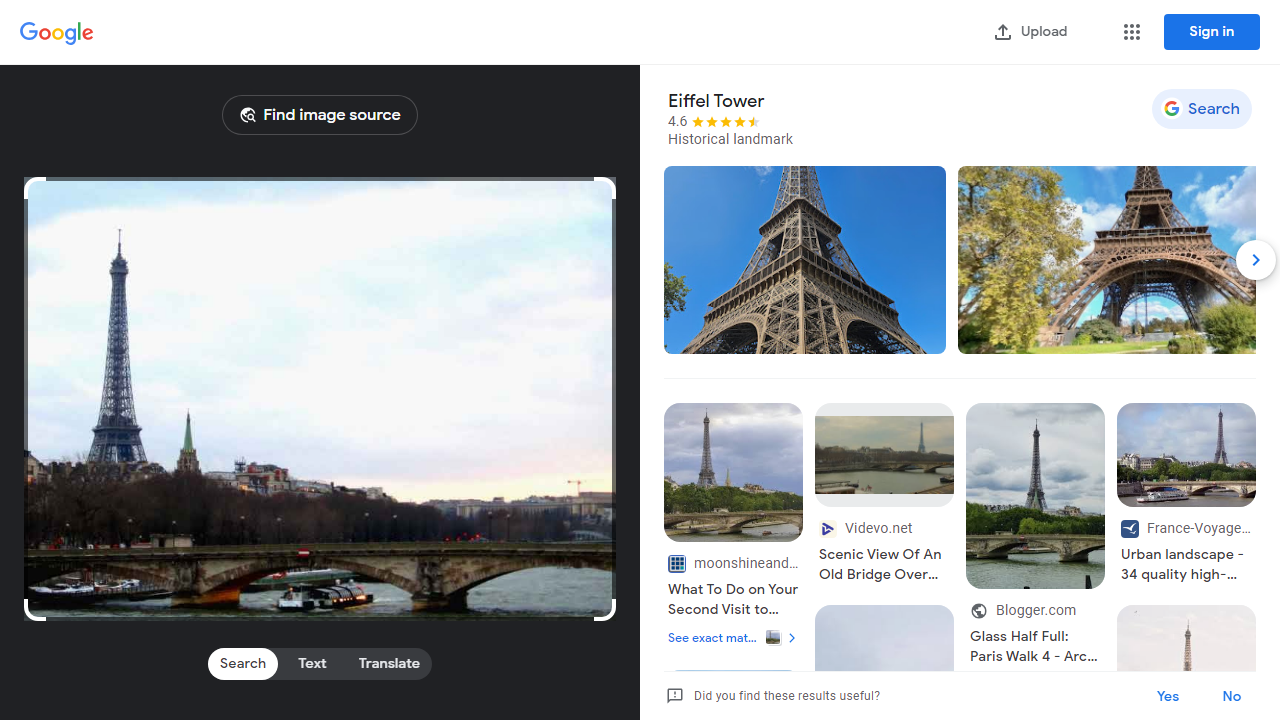 Google
Upload
Sign in
Find image source
Search
Text
Translate
Eiffel Tower
4.6
Historical landmark
Search
moonshineand...
What To Do on Your
Second Visit to...
See exact mat...
Videvo.net
Scenic View Of An
Old Bridge Over...
Blogger.com
Glass Half Full:
Paris Walk 4 - Arc...
France-Voyage...
Urban landscape -
34 quality high-...
Did you find these results useful?
Yes
No